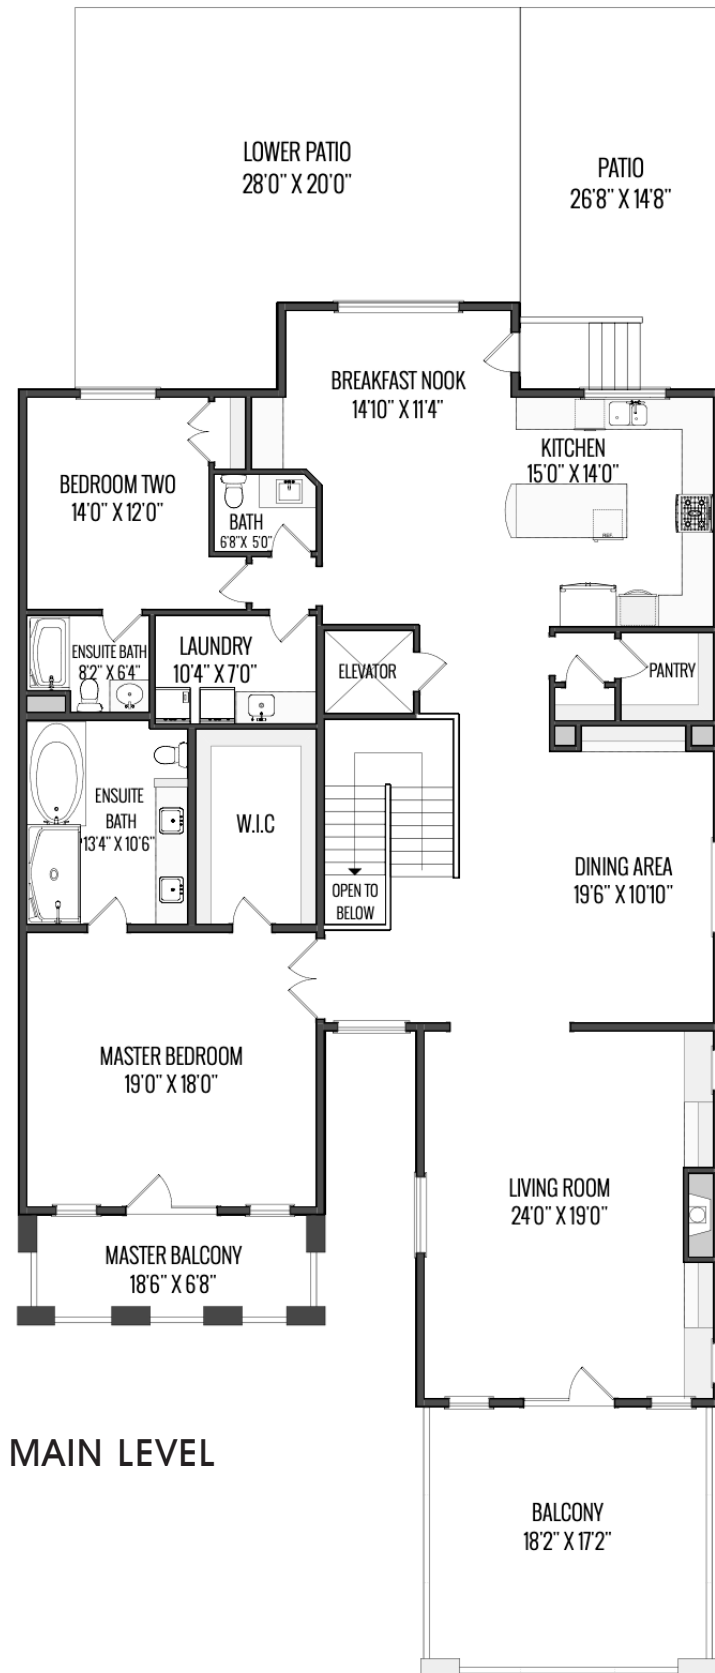 LOWER PATIO
28'0" X 20'0"
PATIO
26'8" X 14'8"
BREAKFAST NOOK
14'10" X 11'4"
KITCHEN
15'0" X 14'0"
BEDROOM TWO
14'0" X 12'0"
BATH
6'8"X 5'0"
ENSUITE BATH
8'2" X 6'4"
LAUNDRY
10'4" X 7'0"
ELEVATOR
PANTRY
ENSUITE
BATH
13'4" X 10'6"
W.I.C
OPEN TO
BELOW
DINING AREA
19'6" X 10'10"
MASTER BEDROOM
19'0" X 18'0"
LIVING ROOM
24'0" X 19'0"
MASTER BALCONY
18'6" X 6'8"
MAIN LEVEL
BALCONY
18'2" X 17'2"